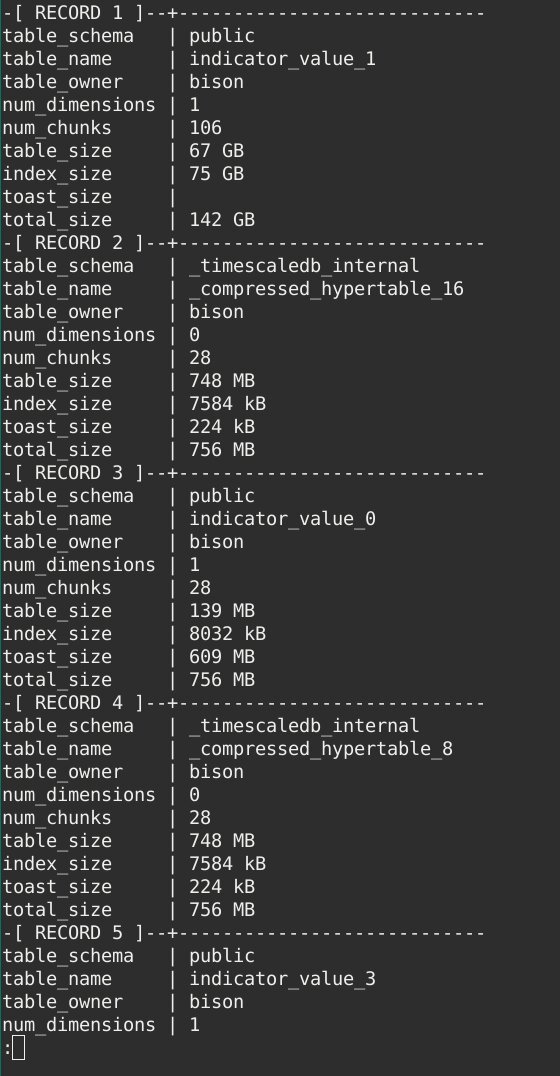 -[ RECORD 1 ]--+----------------------------
table_schema   | public
table_name     | indicator_value_1
table_owner    | bison
num_dimensions | 1
num_chunks     | 106
table_size     | 67 GB
index_size     | 75 GB
toast_size     |
total_size     | 142 GB
-[ RECORD 2 ]--+----------------------------
table_schema   | _timescaledb_internal
table_name     | _compressed_hypertable_16
table_owner    | bison
num_dimensions | 0
num_chunks     | 28
table_size     | 748 MB
index_size     | 7584 kB
toast_size     | 224 kB
total_size     | 756 MB
-[ RECORD 3 ]--+----------------------------
table_schema   | public
table_name     | indicator_value_0
table_owner    | bison
num_dimensions | 1
num_chunks     | 28
table_size     | 139 MB
index_size     | 8032 kB
toast_size     | 609 MB
total_size     | 756 MB
-[ RECORD 4 ]--+----------------------------
table_schema   | _timescaledb_internal
table_name     | _compressed_hypertable_8
table_owner    | bison
num_dimensions | 0
num_chunks     | 28
table_size     | 748 MB
index_size     | 7584 kB
toast_size     | 224 kB
total_size     | 756 MB
-[ RECORD 5 ]--+----------------------------
table_schema   | public
table_name     | indicator_value_3
table_owner    | bison
num_dimensions | 1
: